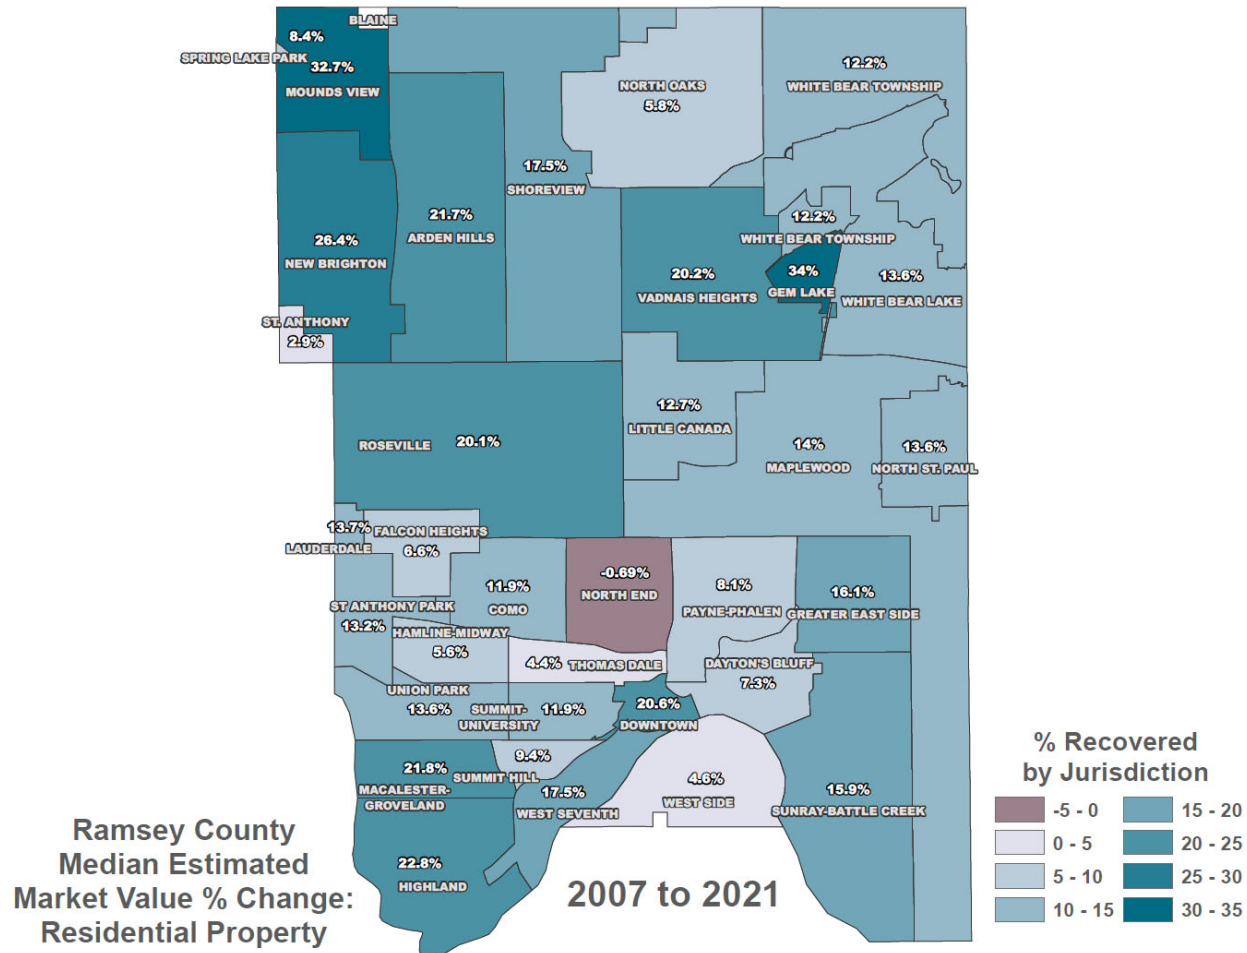 BLAINE
8.4%
SPRING LAKE PARK
32.7%
MOUNDS VIEW
NORTH OAKS
5.8%
12.2%
WHITE BEAR TOWNSHIP
17.5%
SHOREVIEW
21.7%
ARDEN HILLS
26.4%
NEW BRIGHTON
12.2%
WHITE BEAR TOWNSHIP
20.2%
VADNAIS HEIGHTS
34%
GEM LAKE
13.6%
WHITE BEAR LAKE
ST. ANTHONY
2.9%
12.7%
LITTLE CANADA
ROSEVILLE 20.1%
14%
MAPLEWOOD
13.6%
NORTH ST. PAUL
13.7%
LAUDERDALE
FALCON HEIGHTS
6.6%
11.9%
COMO
-0.69%
NORTH END
8.1%
PAYNE-PHALEN
16.1%
GREATER EAST SIDE
ST ANTHONY PARK
13.2%
HAMLINE-MIDWAY
5.6%
4.4% THOMAS DALE
DAYTON'S BLUFF
7.3%
UNION PARK
13.6%
SUMMIT-
UNIVERSITY
11.9%
20.6%
DOWNTOWN
9.4%
SUMMIT HILL
21.8%
MACALESTER-
GROVELAND
17.5%
WEST SEVENTH
4.6%
WEST SIDE
15.9%
SUNRAY-BATTLE CREEK
22.8%
HIGHLAND
Ramsey County
Median Estimated
Market Value % Change:
Residential Property
2007 to 2021
% Recovered
by Jurisdiction
-5 - 0
0 - 5
5 - 10
10 - 15
15 - 20
20 - 25
25 - 30
30 - 35